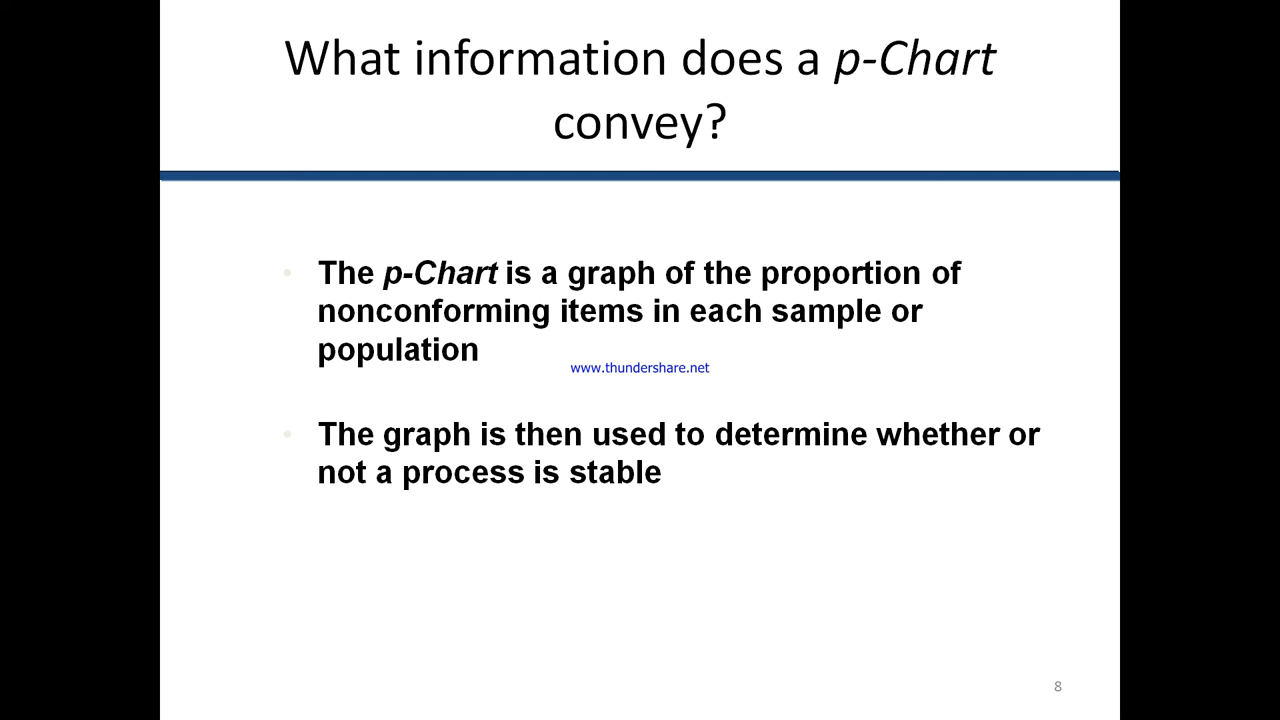 What information does a p-Chart
convey?
The p-Chart is a graph of the proportion of
nonconforming items in each sample or
population
www.thundershare.net
The graph is then used to determine whether or
not a process is stable
8